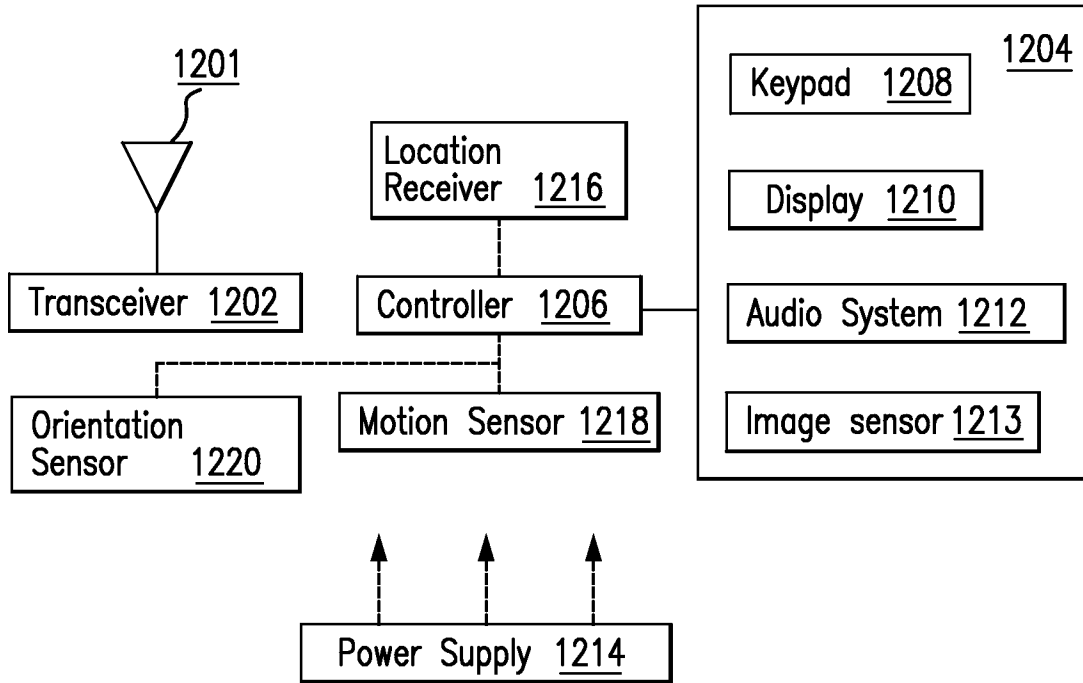 1201
Transceiver 1202
Location
Receiver 1216
Controller 1206
Orientation
Sensor 1220
Motion Sensor 1218
1204
Keypad 1208
Display 1210
Audio System 1212
Image sensor 1213
Power Supply 1214